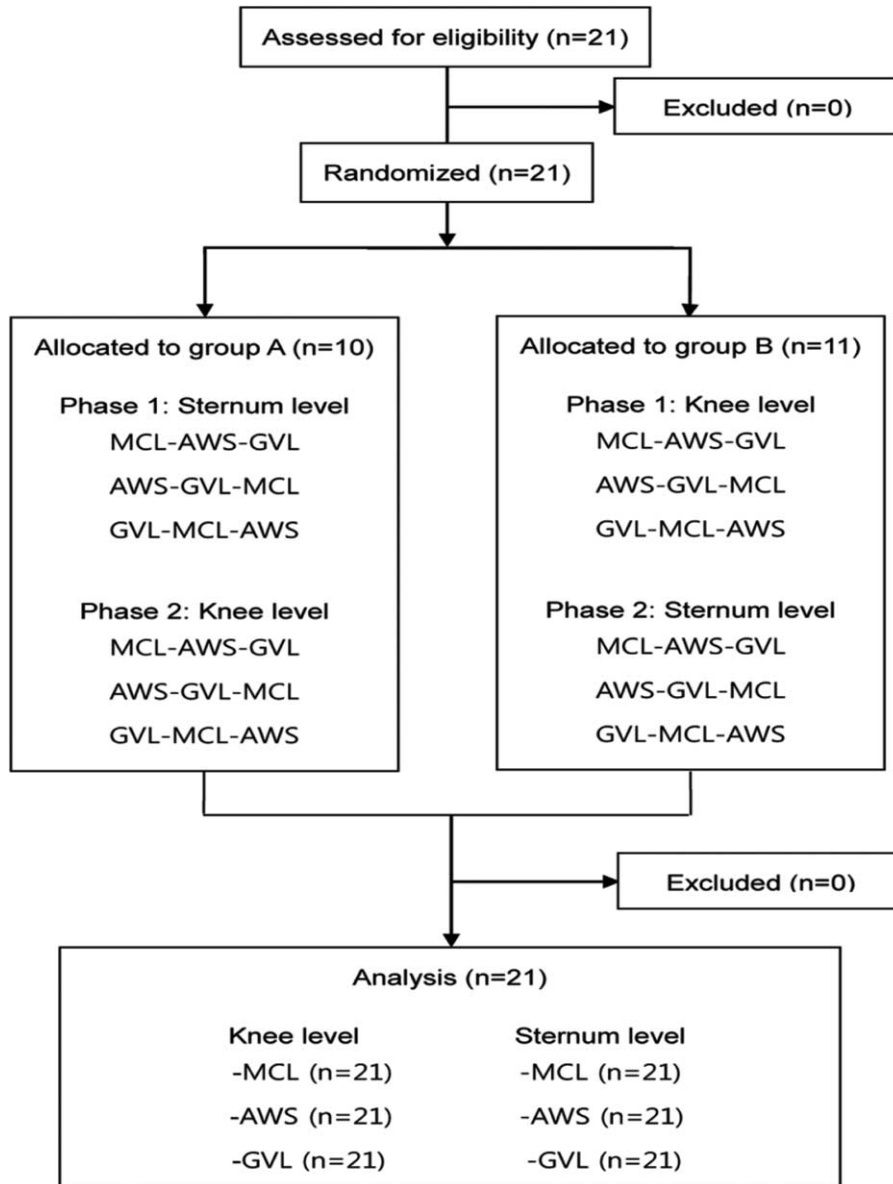 Assessed for eligibility (n=21)
Excluded (n=0)
Randomized (n=21)
Allocated to group A (n=10)
Phase 1: Sternum level
MCL-AWS-GVL
AWS-GVL-MCL
GVL-MCL-AWS
Phase 2: Knee level
MCL-AWS-GVL
AWS-GVL-MCL
GVL-MCL-AWS
Allocated to group B (n=11)
Phase 1: Knee level
MCL-AWS-GVL
AWS-GVL-MCL
GVL-MCL-AWS
Phase 2: Sternum level
MCL-AWS-GVL
AWS-GVL-MCL
GVL-MCL-AWS
Excluded (n=0)
Analysis (n=21)
Knee level
-MCL (n=21)
-AWS (n=21)
-GVL (n=21)
Sternum level
-MCL (n=21)
-AWS (n=21)
-GVL (n=21)